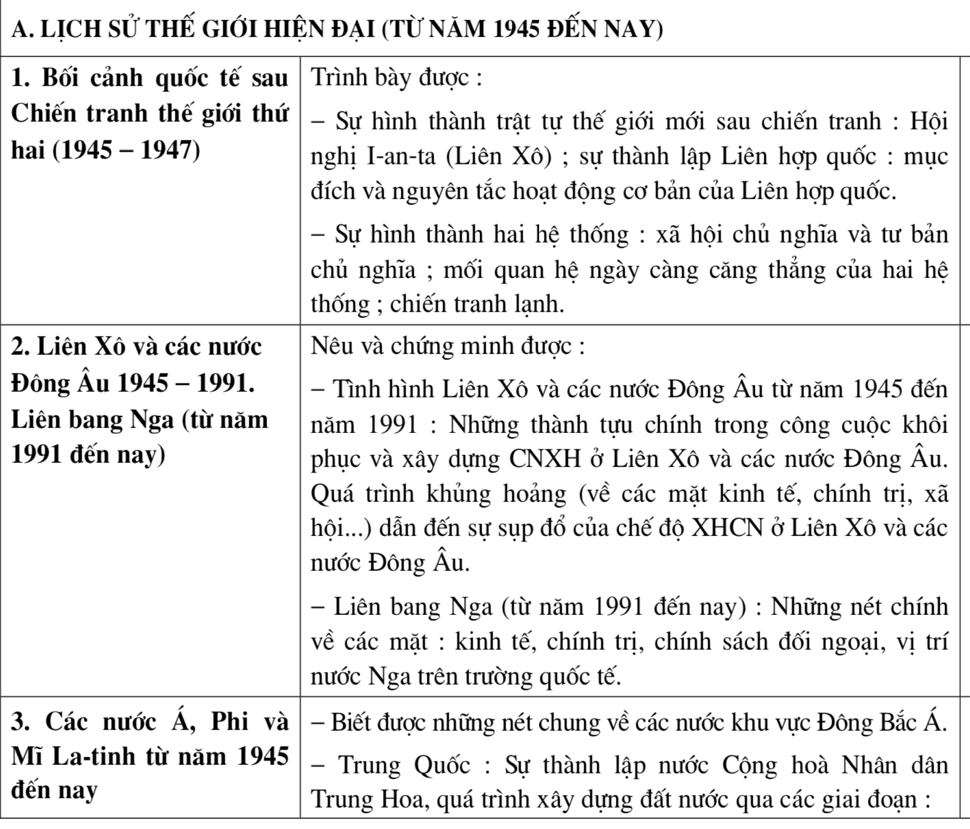 A. LỊCH SỬ THẾ GIỚI HIỆN ĐẠI (TỪ NĂM 1945 ĐẾN NAY)
1. Bối cảnh quốc tế sau
Chiến tranh thế giới thứ
hai (1945 – 1947)
Trình bày được :
– Sự hình thành trật tự thế giới mới sau chiến tranh : Hội
nghị I-an-ta (Liên Xô) ; sự thành lập Liên hợp quốc : mục
đích và nguyên tắc hoạt động cơ bản của Liên hợp quốc.
– Sự hình thành hai hệ thống : xã hội chủ nghĩa và tư bản
chủ nghĩa ; mối quan hệ ngày càng căng thẳng của hai hệ
thống ; chiến tranh lạnh.
2. Liên Xô và các nước
Đông Âu 1945 – 1991.
Liên bang Nga (từ năm
1991 đến nay)
Nêu và chứng minh được :
– Tình hình Liên Xô và các nước Đông Âu từ năm 1945 đến
năm 1991 : Những thành tựu chính trong công cuộc khôi
phục và xây dựng CNXH ở Liên Xô và các nước Đông Âu.
Quá trình khủng hoảng (về các mặt kinh tế, chính trị, xã
hội...) dẫn đến sự sụp đổ của chế độ XHCN ở Liên Xô và các
nước Đông Âu.
– Liên bang Nga (từ năm 1991 đến nay) : Những nét chính
về các mặt : kinh tế, chính trị, chính sách đối ngoại, vị trí
nước Nga trên trường quốc tế.
3. Các nước Á, Phi và
Mĩ La-tinh từ năm 1945
đến nay
– Biết được những nét chung về các nước khu vực Đông Bắc Á.
– Trung Quốc : Sự thành lập nước Cộng hoà Nhân dân
Trung Hoa, quá trình xây dựng đất nước qua các giai đoạn :